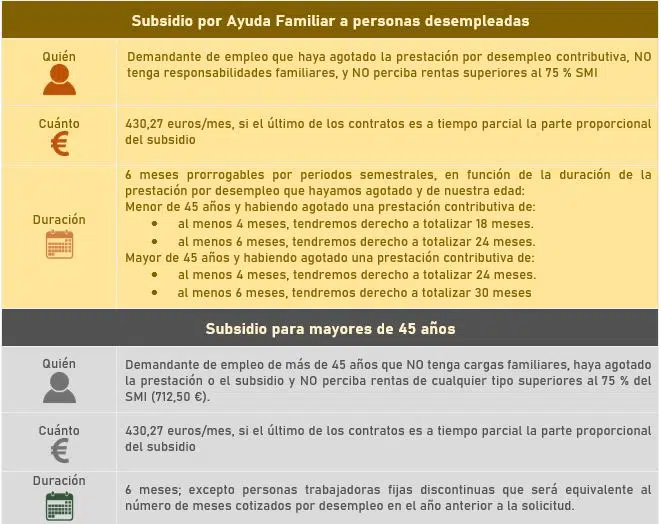 Subsidio por Ayuda Familiar a personas desempleadas
Quién
Demandante de empleo que haya agotado la prestación por desempleo contributiva, NO
tenga responsabilidades familiares, y NO perciba rentas superiores al 75 % SMI
Cuánto
€
430,27 euros/mes, si el último de los contratos es a tiempo parcial la parte proporcional
del subsidio
Duración
6 meses prorrogables por periodos semestrales, en función de la duración de la
prestación por desempleo que hayamos agotado y de nuestra edad:
Menor de 45 años y habiendo agotado una prestación contributiva de:
• al menos 4 meses, tendremos derecho a totalizar 18 meses.
• al menos 6 meses, tendremos derecho a totalizar 24 meses.
Mayor de 45 años y habiendo agotado una prestación contributiva de:
• al menos 4 meses, tendremos derecho a totalizar 24 meses.
• al menos 6 meses, tendremos derecho a totalizar 30 meses
Subsidio para mayores de 45 años
Quién
Demandante de empleo de más de 45 años que NO tenga cargas familiares, haya agotado
la prestación o el subsidio y NO perciba rentas de cualquier tipo superiores al 75 % del
SMI (712,50 €).
Cuánto
€
430,27 euros/mes, si el último de los contratos es a tiempo parcial la parte proporcional
del subsidio
Duración
6 meses; excepto personas trabajadoras fijas discontinuas que será equivalente al
número de meses cotizados por desempleo en el año anterior a la solicitud.